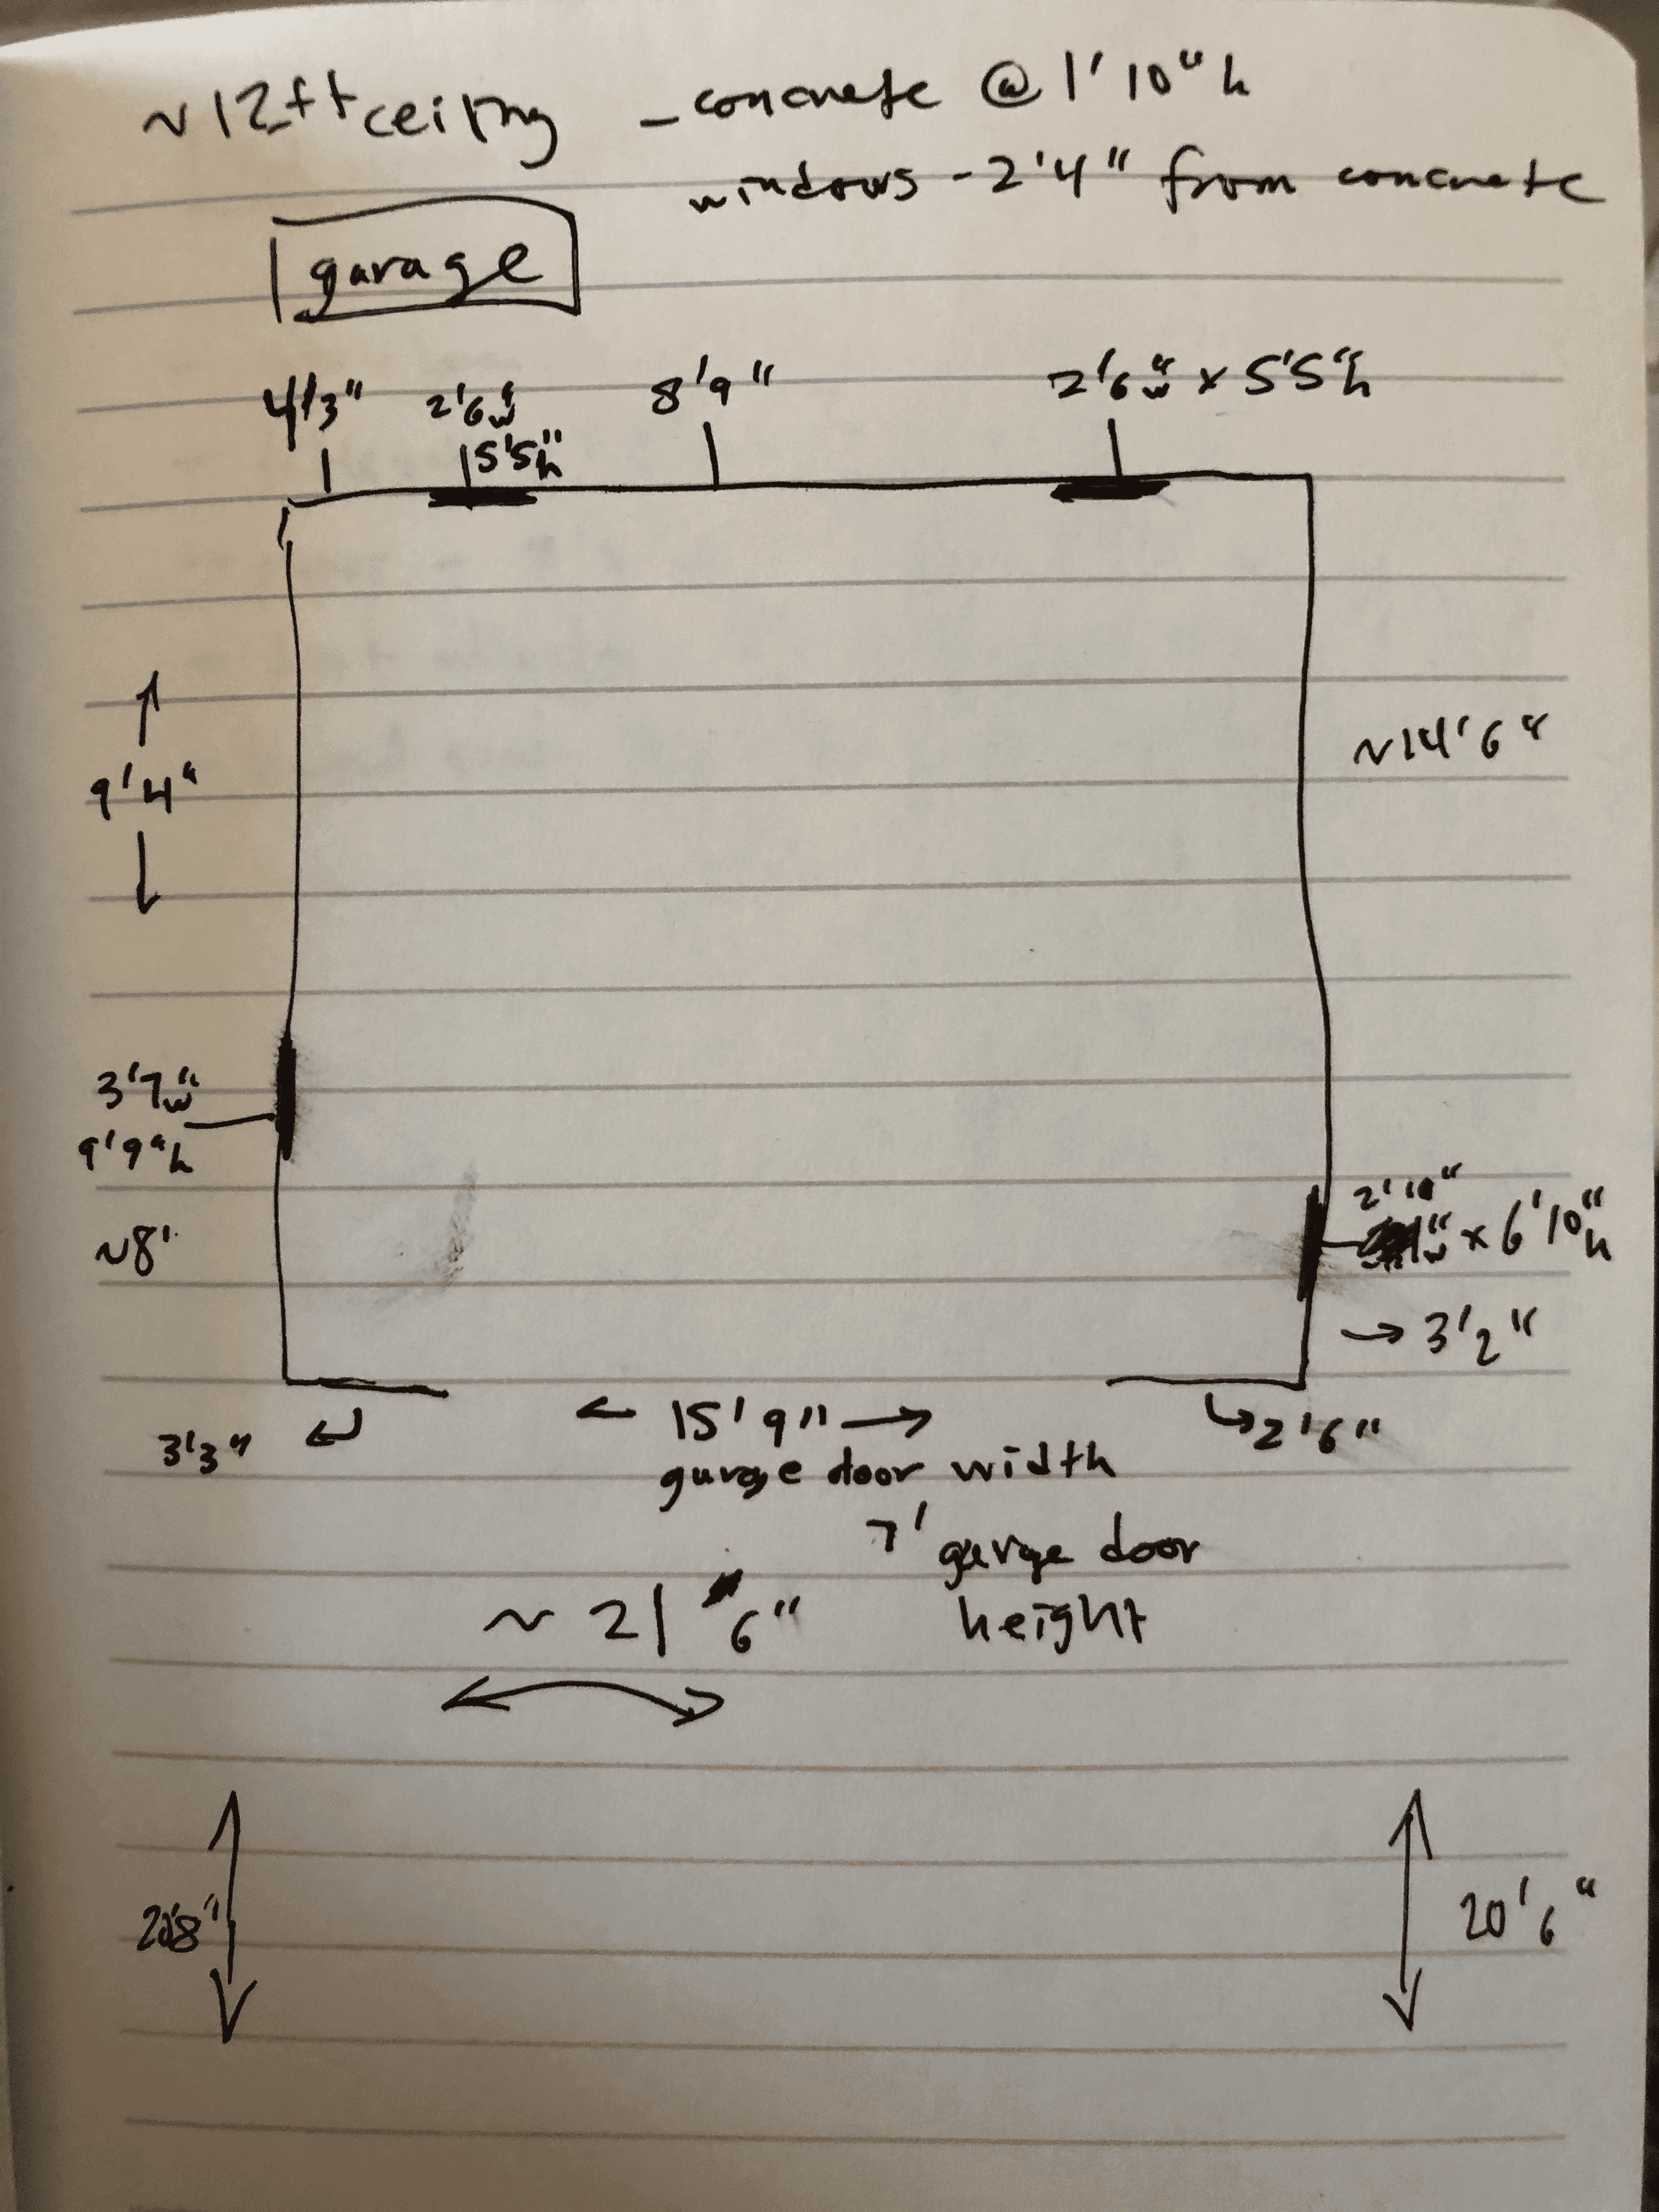 ~12ft ceiling - concrete @ 1'10" h
windows - 2'4" from concrete
garage
4'3" 2'6"w 8'9" 2'6"w x 5'5"h
5'5"h
9'4"
~14'6"
3'7"w
9'9"h
2'10"
"w x 6'10"h
~8'
3'2"
3'3" 15'9" 2'6"
garage door width
7' garage door
height
~21 6"
20'6"